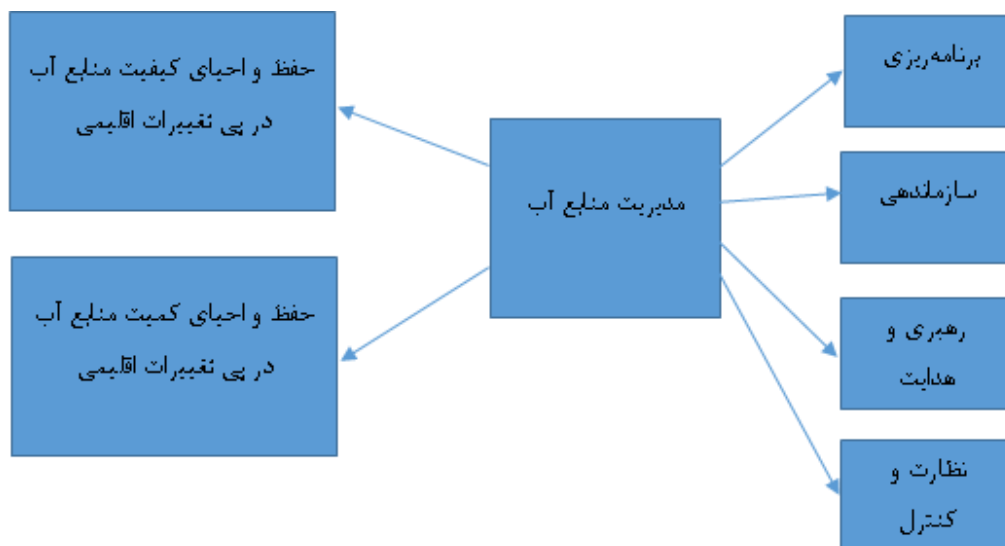 برنامه‌ریزی
سازماندهی
رهبری و
هدایت
نظارت و
کنترل
مدیریت منابع آب
حفظ و احیای کیفیت منابع آب
در پی تغییرات اقلیمی
حفظ و احیای کمیت منابع آب
در پی تغییرات اقلیمی